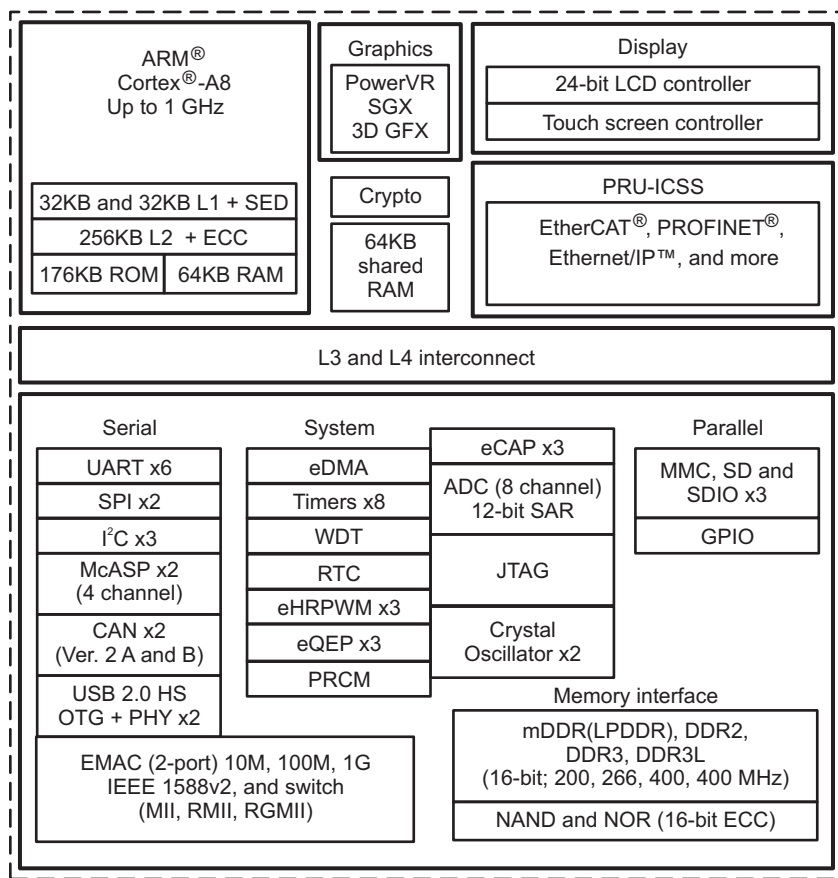 ARM®
Cortex®-A8
Up to 1 GHz
32KB and 32KB L1 + SED
256KB L2 + ECC
176KB ROM
64KB RAM
Graphics
PowerVR
SGX
3D GFX
Crypto
64KB
shared
RAM
Display
24-bit LCD controller
Touch screen controller
PRU-ICSS
EtherCAT®, PROFINET®,
Ethernet/IP™, and more
L3 and L4 interconnect
Serial
UART x6
SPI x2
I²C x3
McASP x2
(4 channel)
CAN x2
(Ver. 2 A and B)
USB 2.0 HS
OTG + PHY x2
EMAC (2-port) 10M, 100M, 1G
IEEE 1588v2, and switch
(MII, RMII, RGMII)
System
eDMA
Timers x8
WDT
RTC
eHRPWM x3
eQEP x3
PRCM
eCAP x3
ADC (8 channel)
12-bit SAR
JTAG
Crystal
Oscillator x2
Parallel
MMC, SD and
SDIO x3
GPIO
Memory interface
mDDR(LPDDR), DDR2,
DDR3, DDR3L
(16-bit; 200, 266, 400, 400 MHz)
NAND and NOR (16-bit ECC)